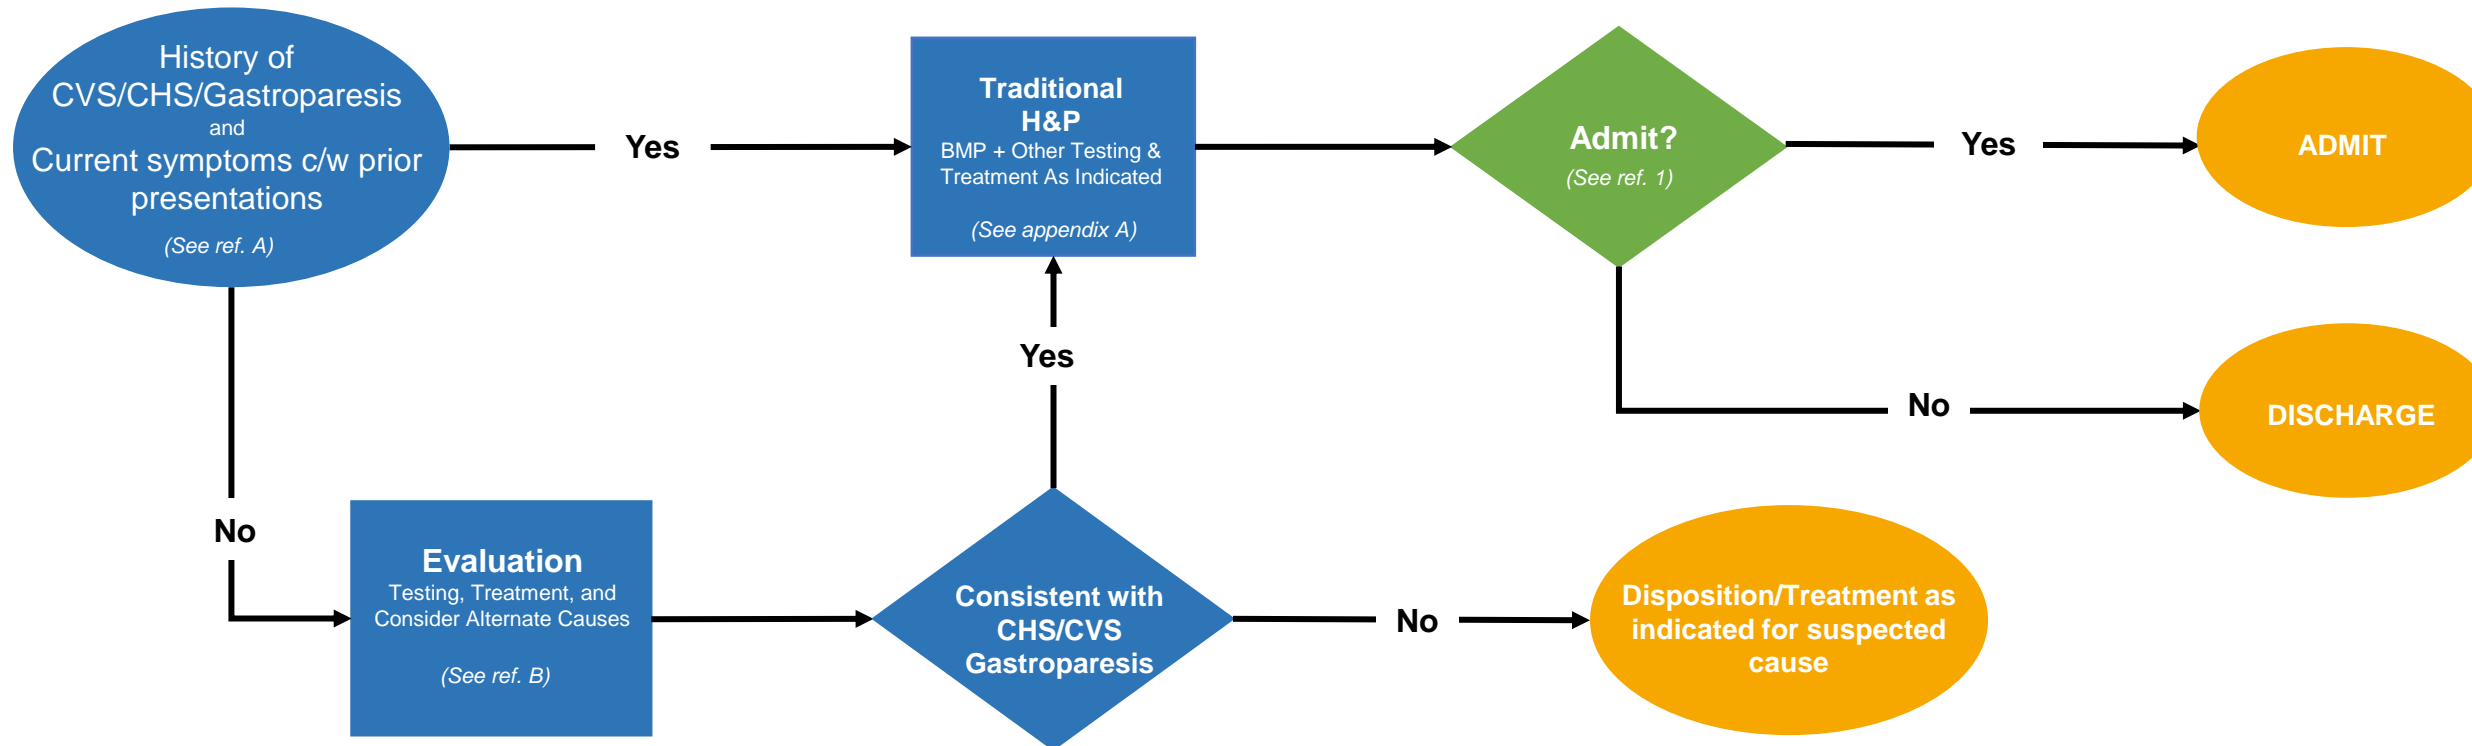 History of
CVS/CHS/Gastroparesis
and
Current symptoms c/w prior
presentations
(See ref. A)
Yes
Traditional
H&P
BMP + Other Testing &
Treatment As Indicated
(See appendix A)
Admit?
(See ref. 1)
Yes
ADMIT
No
DISCHARGE
Yes
No
Evaluation
Testing, Treatment, and
Consider Alternate Causes
(See ref. B)
Consistent with
CHS/CVS
Gastroparesis
No
Disposition/Treatment as
indicated for suspected
cause